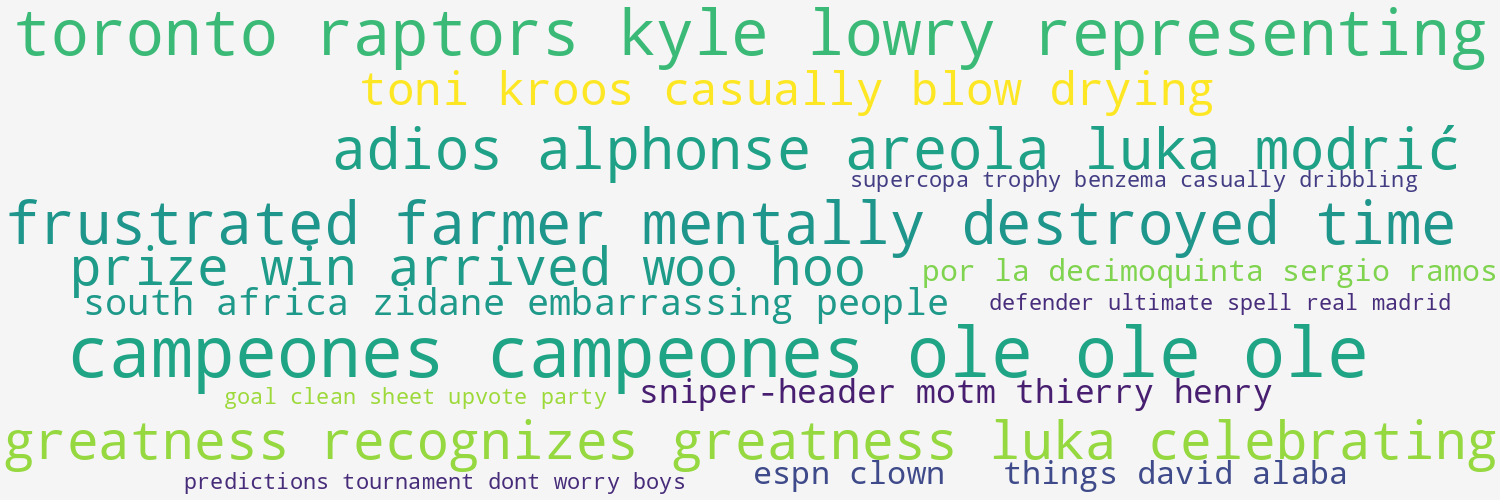 toronto raptors kyle lowry representing
toni kroos casually blow drying
adios alphonse areola luka modrić
supercopa trophy benzema casually dribbling
frustrated farmer mentally destroyed time
prize win arrived woo hoo
por la decimoquinta sergio ramos
south africa zidane embarrassing people
defender ultimate spell real madrid
campeones campeones ole ole ole
goal clean sheet upvote party
sniper-header motm thierry henry
greatness recognizes greatness luka celebrating
predictions tournament dont worry boys
espn clown
things david alaba